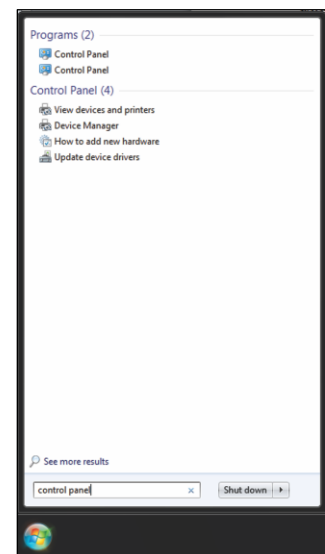 Programs (2)
Control Panel
Control Panel
Control Panel (4)
View devices and printers
Device Manager
How to add new hardware
Update device drivers
See more results
control panel
Shut down